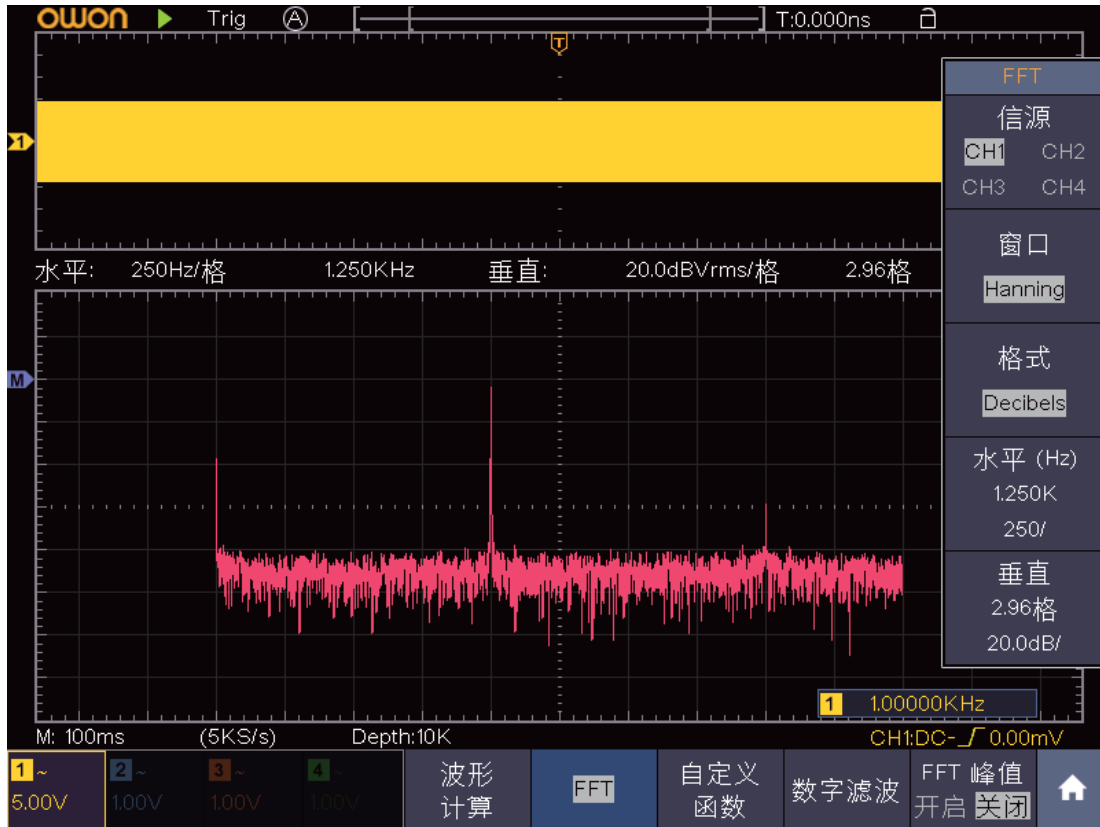 owon Trig A T:0.000ns
T
FFT
信源
CH1 CH2
CH3 CH4
1
窗口
Hanning
水平: 250Hz/格 1.250KHz 垂直: 20.0dBVrms/格 2.96格
格式
Decibels
M
水平 (Hz)
1.250K
250/
垂直
2.96格
20.0dB/
1 1.00000KHz
M: 100ms (5KS/s) Depth:10K CH1:DC- 0.00mV
1 ~ 2 ~ 3 ~ 4 ~
5.00V 1.00V 1.00V 1.00V
波形
计算
FFT
自定义
函数
数字滤波
FFT 峰值
开启 关闭